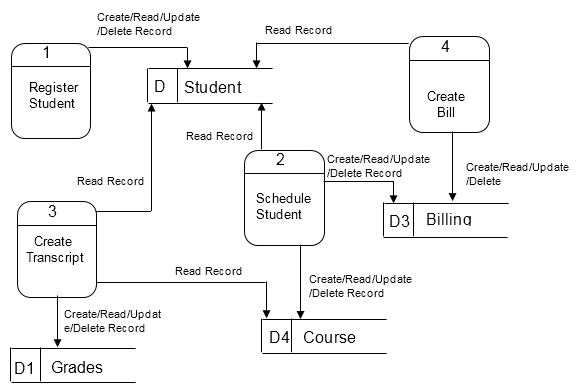 Create/Read/Update
/Delete Record
Read Record
1
4
Register
Student
D
Student
Create
Bill
Read Record
2
Create/Read/Update
/Delete Record
Create/Read/Update
/Delete
Read Record
Schedule
Student
3
D3
Billing
Create
Transcript
Read Record
Create/Read/Update
/Delete Record
Create/Read/Updat
e/Delete Record
D4
Course
D1
Grades